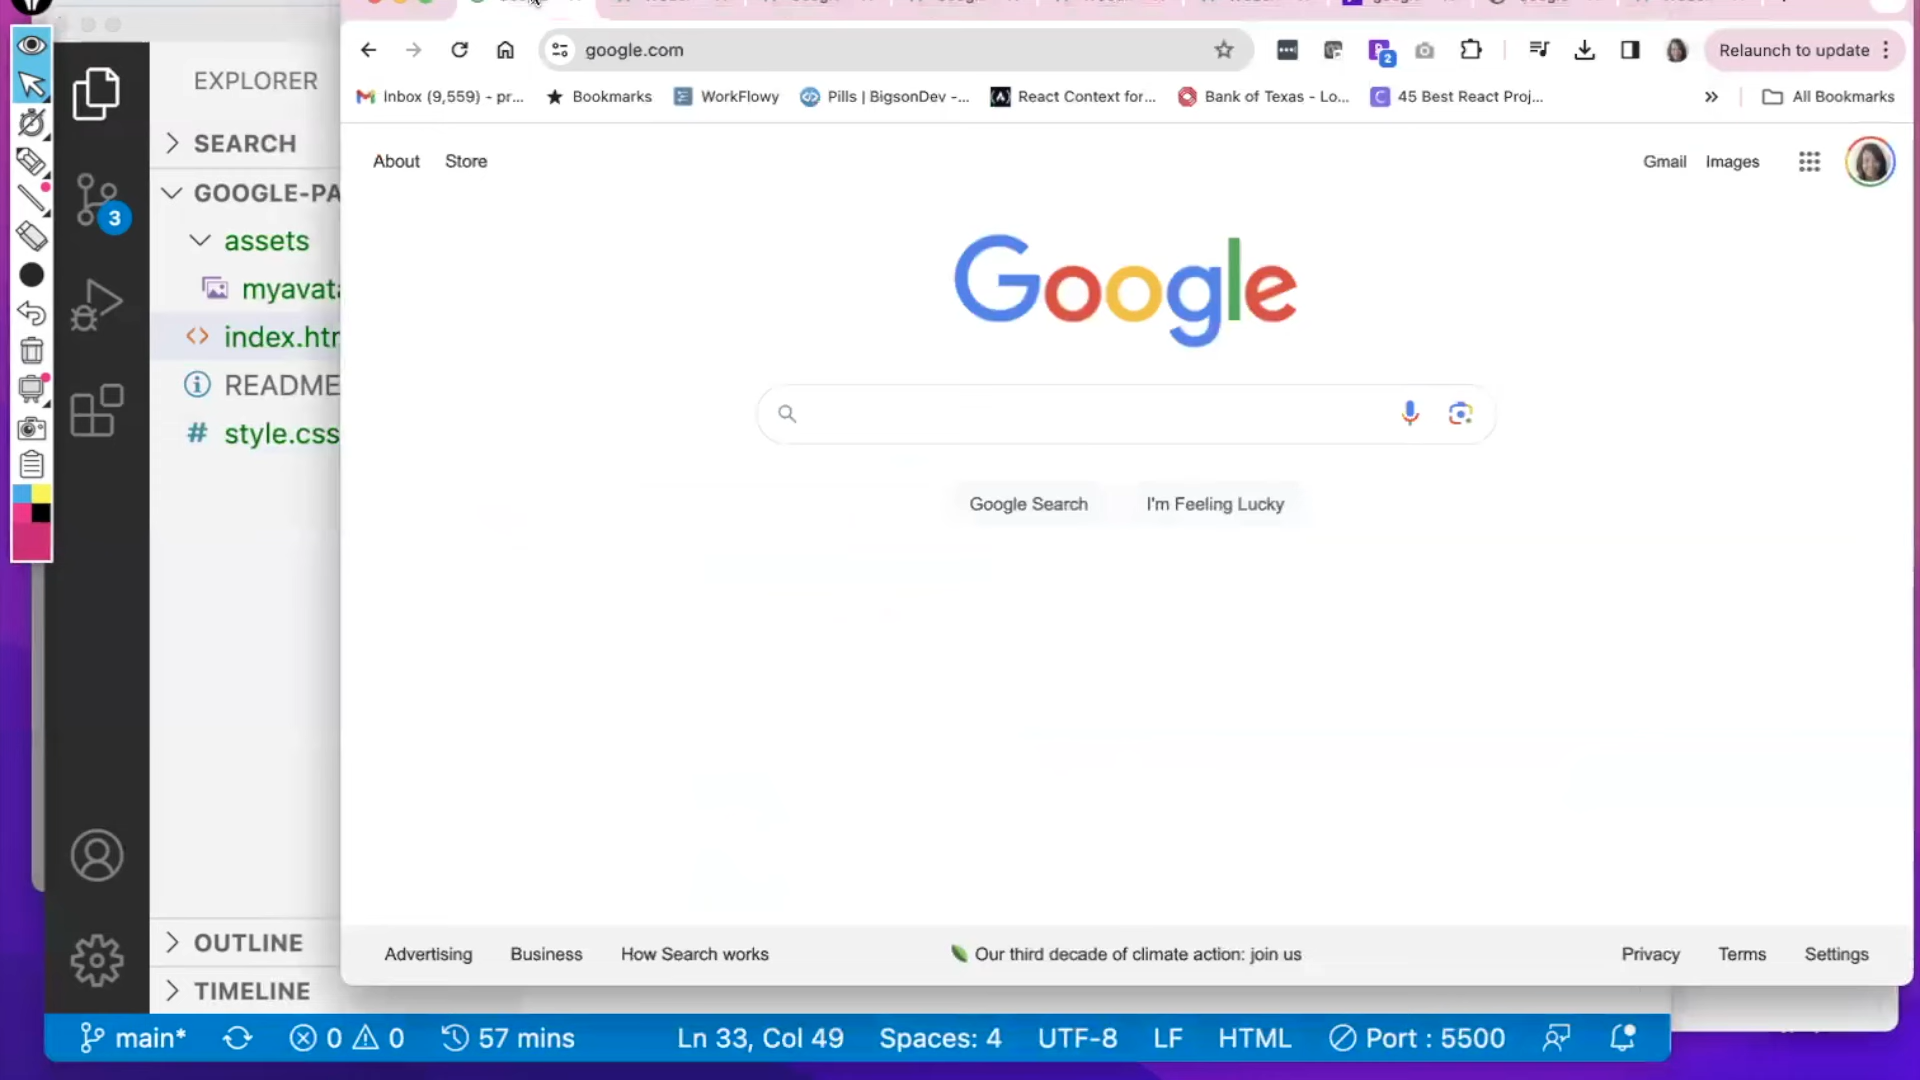 google.com
Relaunch to update
Inbox (9,559) - pr...
Bookmarks
WorkFlowy
Pills | BigsonDev -...
React Context for...
Bank of Texas - Lo...
45 Best React Proj...
All Bookmarks
About
Store
Gmail
Images
Google
Google Search
I'm Feeling Lucky
Advertising
Business
How Search works
Our third decade of climate action: join us
Privacy
Terms
Settings
EXPLORER
SEARCH
GOOGLE-PA
assets
myavata
index.htm
README
style.css
3
2
OUTLINE
TIMELINE
main*
0
0
57 mins
Ln 33, Col 49
Spaces: 4
UTF-8
LF
HTML
Port : 5500